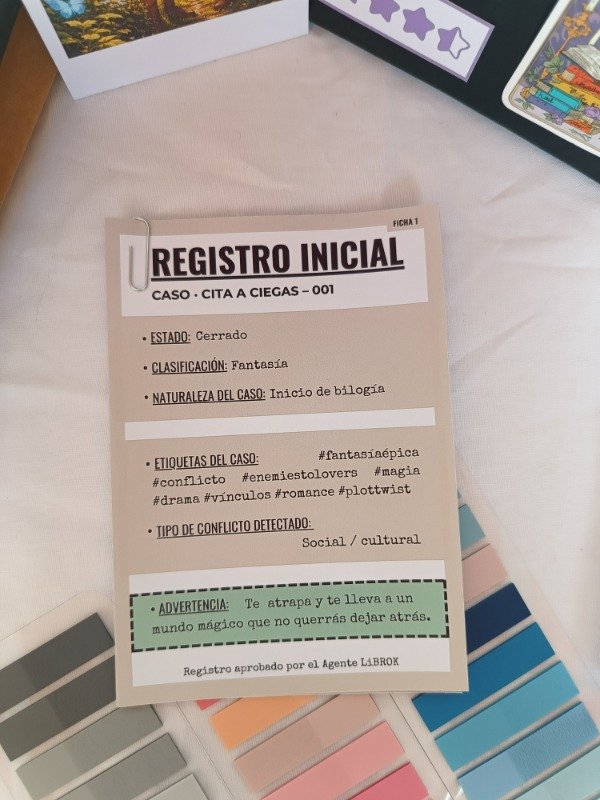 FICHA 1
REGISTRO INICIAL
CASO · CITA A CIEGAS – 001
• ESTADO: Cerrado
• CLASIFICACIÓN: Fantasía
• NATURALEZA DEL CASO: Inicio de bilogía
• ETIQUETAS DEL CASO: #fantasíaépica
#conflicto #enemiestolovers #magia
#drama #vínculos #romance #plottwist
• TIPO DE CONFLICTO DETECTADO:
Social / cultural
• ADVERTENCIA: Te atrapa y te lleva a un
mundo mágico que no querrás dejar atrás.
Registro aprobado por el Agente LiBROK